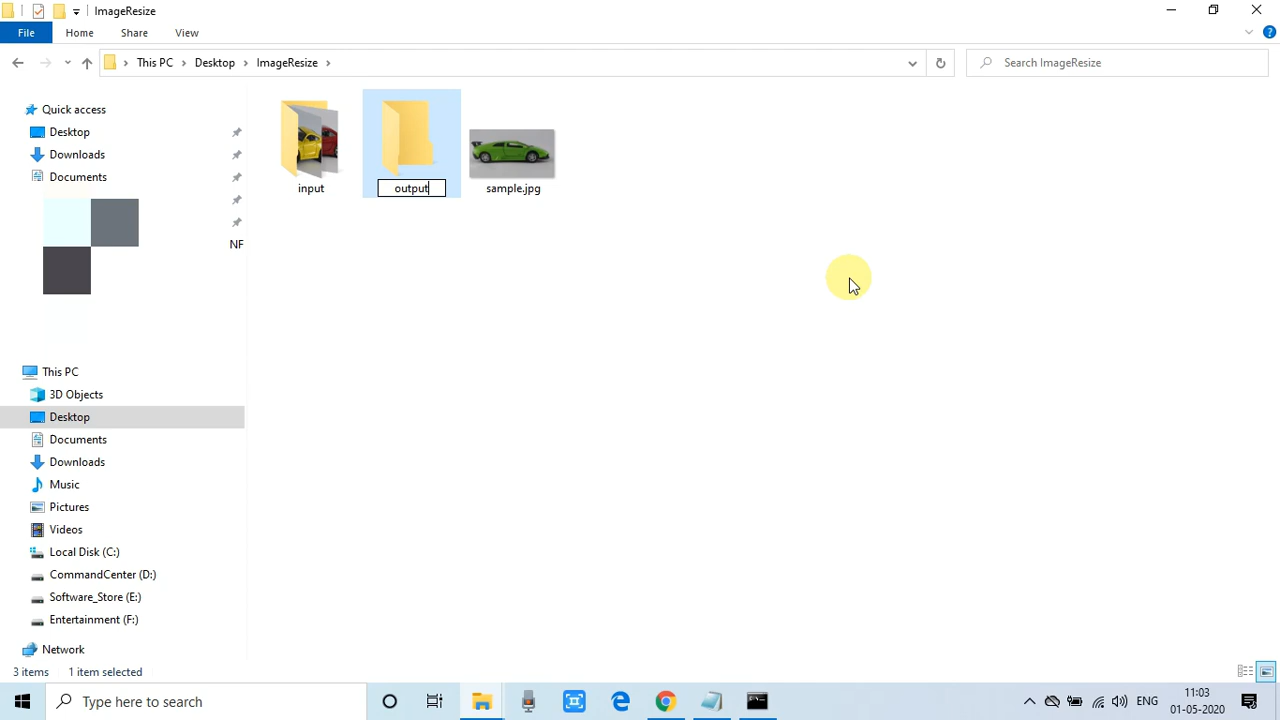 ImageResize
File Home Share View
This PC Desktop ImageResize
Search ImageResize
Quick access
Desktop
Downloads
Documents
NF
This PC
3D Objects
Desktop
Documents
Downloads
Music
Pictures
Videos
Local Disk (C:)
CommandCenter (D:)
Software_Store (E:)
Entertainment (F:)
Network
input output sample.jpg
3 items 1 item selected
Type here to search
ENG
11:03
01-05-2020